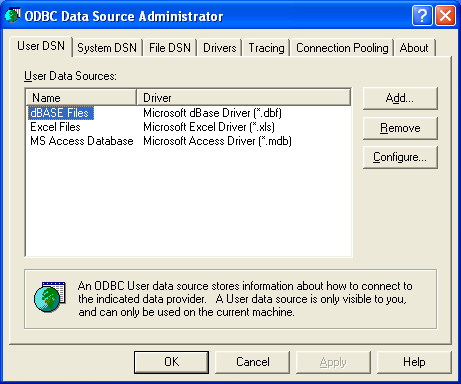 ODBC Data Source Administrator
User DSN System DSN File DSN Drivers Tracing Connection Pooling About
User Data Sources:
Name Driver
dBASE Files Microsoft dBase Driver (*.dbf)
Excel Files Microsoft Excel Driver (*.xls)
MS Access Database Microsoft Access Driver (*.mdb)
Add...
Remove
Configure...
An ODBC User data source stores information about how to connect to
the indicated data provider. A User data source is only visible to you,
and can only be used on the current machine.
OK Cancel Apply Help